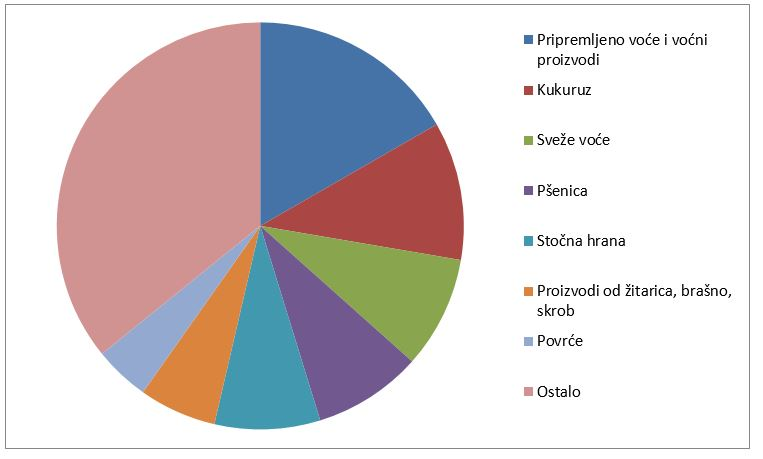 Pripremljeno voće i voćni
proizvodi
Kukuruz
Sveže voće
Pšenica
Stočna hrana
Proizvodi od žitarica, brašno,
skrob
Povrće
Ostalo